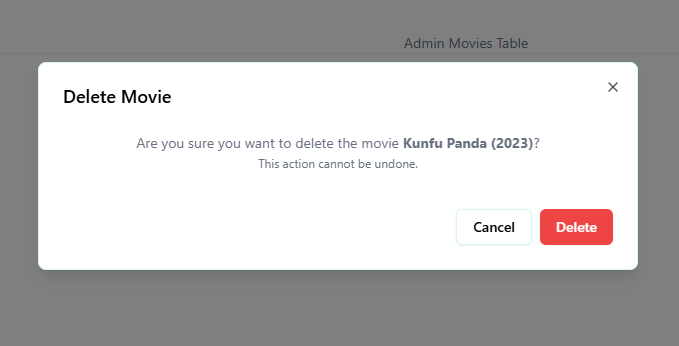 Admin Movies Table
Delete Movie
Are you sure you want to delete the movie Kunfu Panda (2023)?
This action cannot be undone.
Cancel
Delete